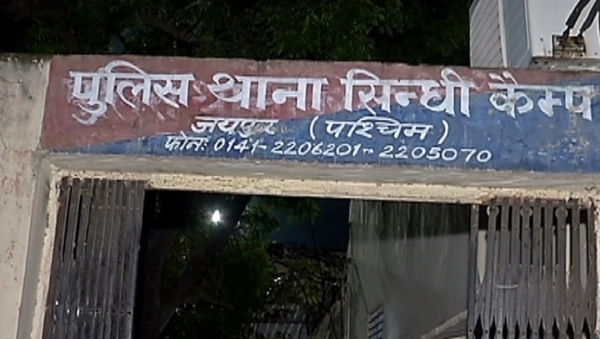 पुलिस थाना सिन्धी कैम्प
जयपुर (पश्चिम)
फोनः 0141-2206201 2205070